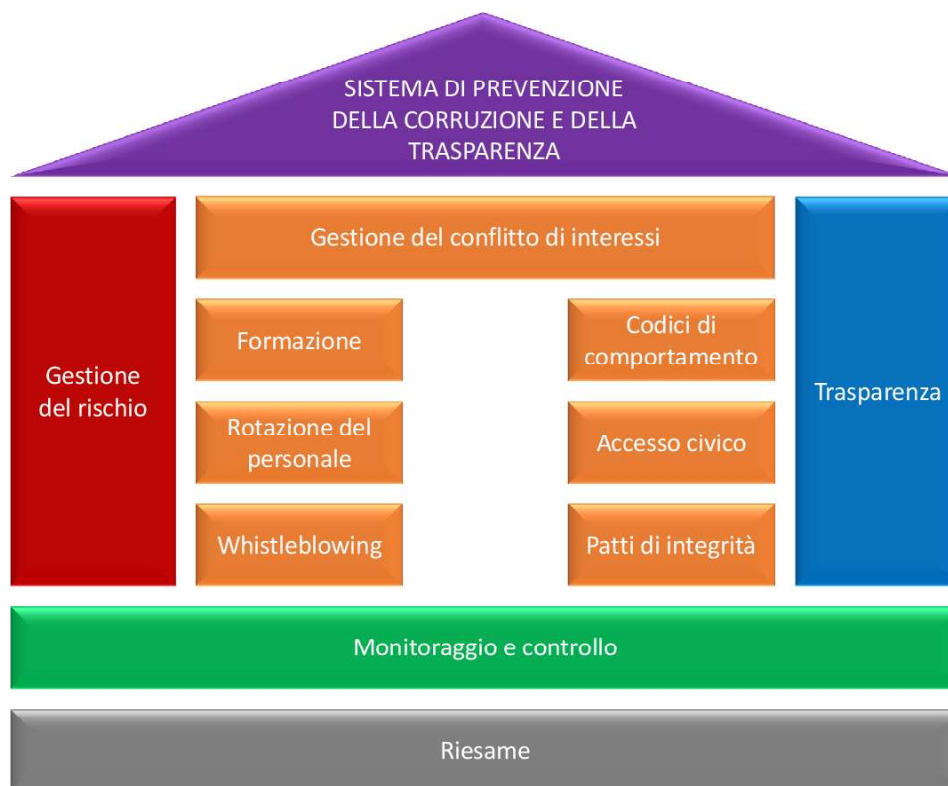 SISTEMA DI PREVENZIONE
DELLA CORRUZIONE E DELLA
TRASPARENZA
Gestione del conflitto di interessi
Gestione
del rischio
Formazione
Rotazione del
personale
Whistleblowing
Codici di
comportamento
Accesso civico
Patti di integrità
Trasparenza
Monitoraggio e controllo
Riesame